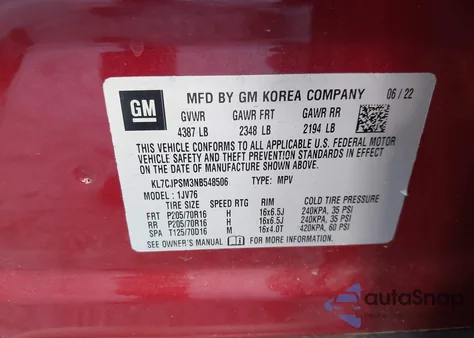 GM
MFD BY GM KOREA COMPANY 06 / 22
GVWR GAWR FRT GAWR RR
4387 LB 2348 LB 2194 LB
THIS VEHICLE CONFORMS TO ALL APPLICABLE U.S. FEDERAL MOTOR
VEHICLE SAFETY AND THEFT PREVENTION STANDARDS IN EFFECT
ON THE DATE OF MANUFACTURE SHOWN ABOVE.
KL7CJPSM3NB548506 TYPE: MPV
MODEL: 1JV76
TIRE SIZE SPEED RTG RIM COLD TIRE PRESSURE
FRT P205/70R16 H 16x6.5J 240KPA, 35 PSI
RR P205/70R16 H 16x6.5J 240KPA, 35 PSI
SPA T125/70D16 M 16x4.0T 420KPA, 60 PSI
SEE OWNER'S MANUAL FOR MORE INFORMATION.
autaSnap